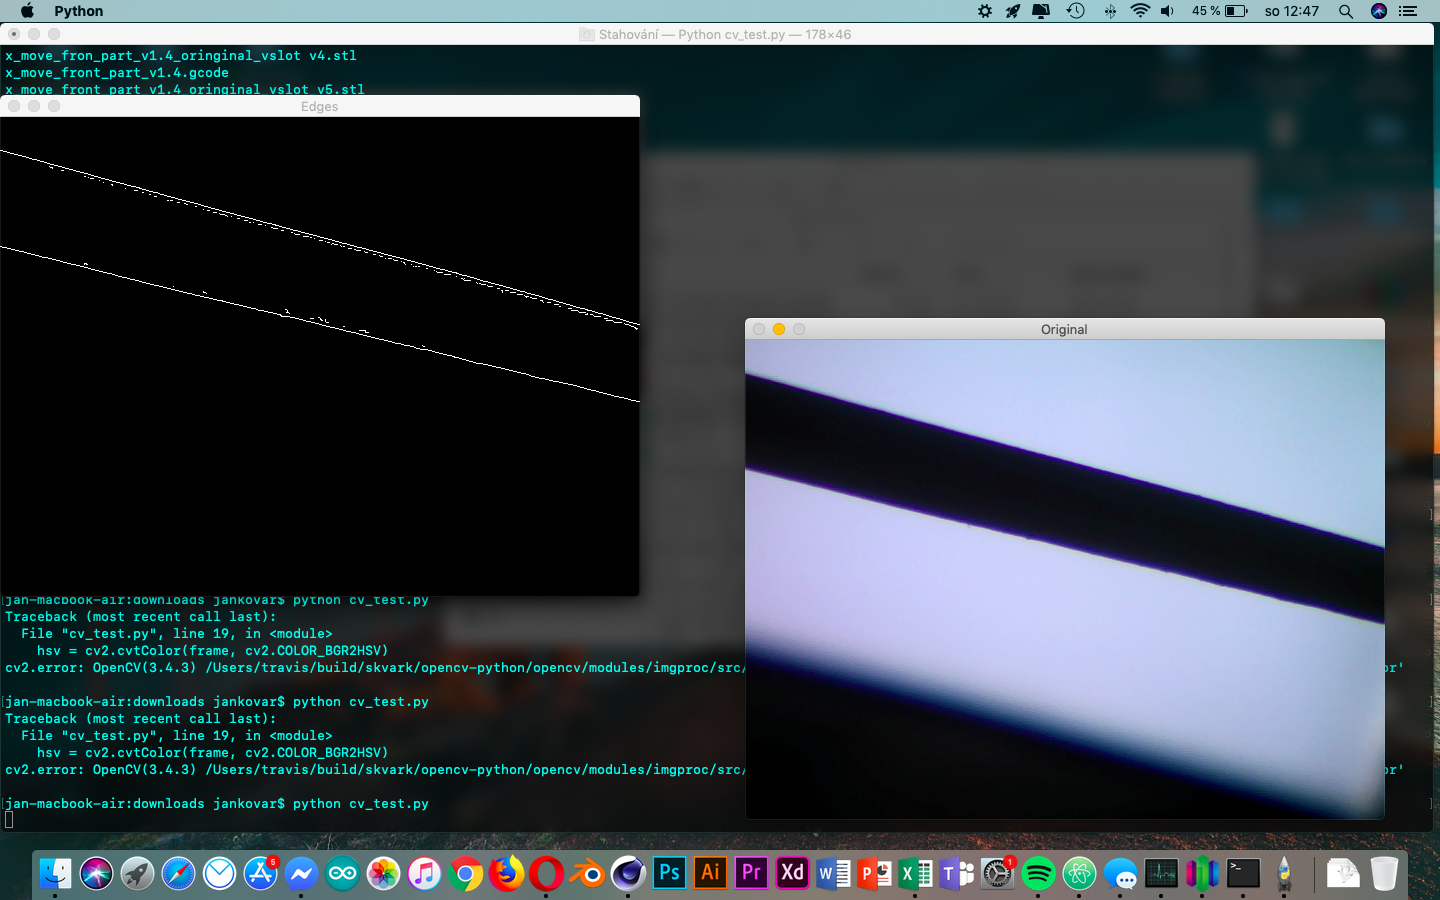 Python
45 %
so 12:47
Stahování — Python cv_test.py — 178×46
x_move_fron_part_v1.4_oringinal_vslot v4.stl
x_move_front_part_v1.4.gcode
x_move_front_part_v1.4_oringinal_vslot v5.stl
Edges
Original
[jan-macbook-air:downloads jankovar$ python cv_test.py
]
Traceback (most recent call last):
  File "cv_test.py", line 19, in <module>
    hsv = cv2.cvtColor(frame, cv2.COLOR_BGR2HSV)
cv2.error: OpenCV(3.4.3) /Users/travis/build/skvark/opencv-python/opencv/modules/imgproc/src/
or'
[jan-macbook-air:downloads jankovar$ python cv_test.py
]
Traceback (most recent call last):
  File "cv_test.py", line 19, in <module>
    hsv = cv2.cvtColor(frame, cv2.COLOR_BGR2HSV)
cv2.error: OpenCV(3.4.3) /Users/travis/build/skvark/opencv-python/opencv/modules/imgproc/src/
or'
[jan-macbook-air:downloads jankovar$ python cv_test.py
]
5
Ps
Ai
Pr
Xd
W
P
X
T
1
>_